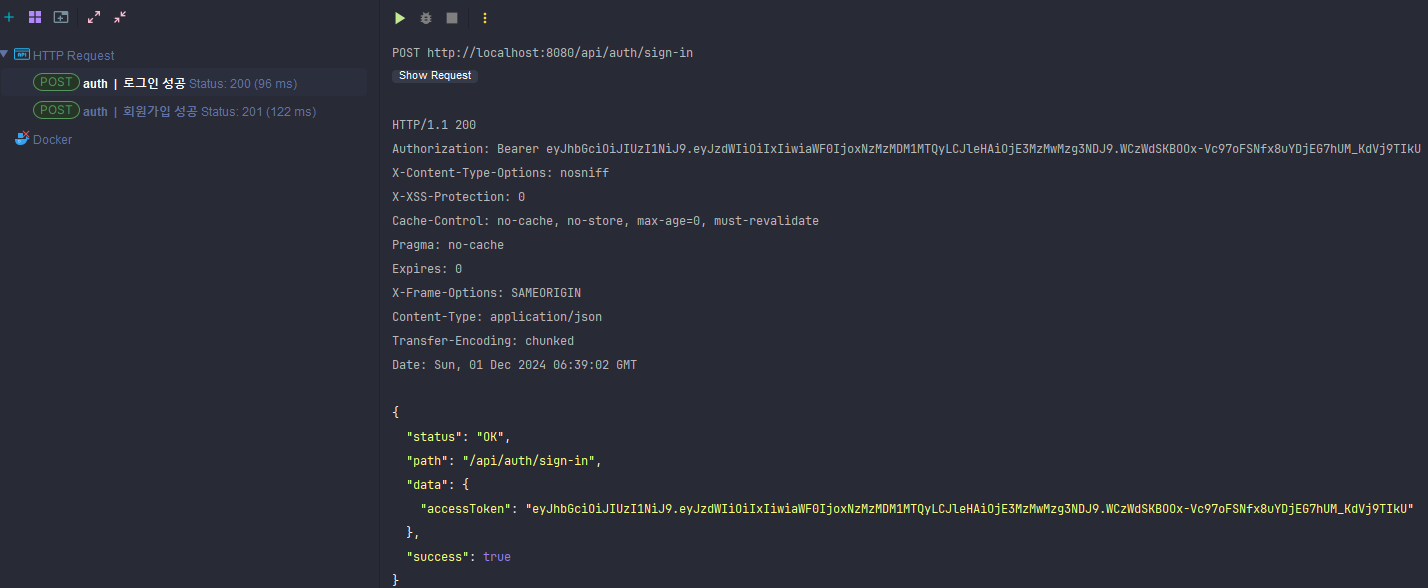 HTTP Request
POST auth | 로그인 성공 Status: 200 (96 ms)
POST auth | 회원가입 성공 Status: 201 (122 ms)
Docker
POST http://localhost:8080/api/auth/sign-in
Show Request
HTTP/1.1 200
Authorization: Bearer eyJhbGciOiJIUzI1NiJ9.eyJzdWIiOiIxIiwiaWF0IjoxNzMzMDM1MTQyLCJleHAiOjE3MzMwMzg3NDJ9.WCzWdSKBOOx-Vc97oFSNfx8uYDjEG7hUM_KdVj9TIkU
X-Content-Type-Options: nosniff
X-XSS-Protection: 0
Cache-Control: no-cache, no-store, max-age=0, must-revalidate
Pragma: no-cache
Expires: 0
X-Frame-Options: SAMEORIGIN
Content-Type: application/json
Transfer-Encoding: chunked
Date: Sun, 01 Dec 2024 06:39:02 GMT
{
"status": "OK",
"path": "/api/auth/sign-in",
"data": {
"accessToken": "eyJhbGciOiJIUzI1NiJ9.eyJzdWIiOiIxIiwiaWF0IjoxNzMzMDM1MTQyLCJleHAiOjE3MzMwMzg3NDJ9.WCzWdSKBOOx-Vc97oFSNfx8uYDjEG7hUM_KdVj9TIkU"
},
"success": true
}